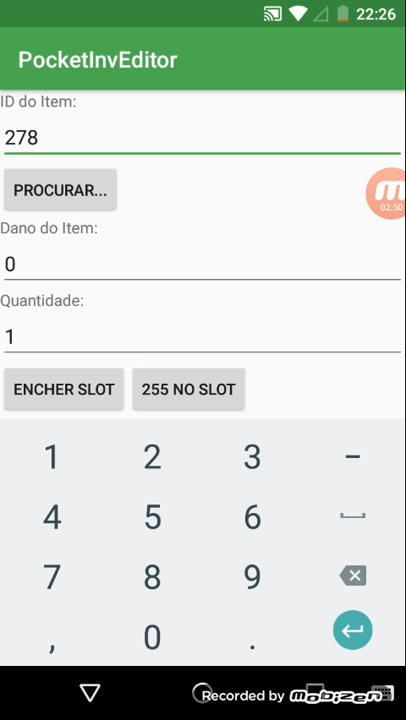 22:26
PocketInvEditor
ID do Item:
278
PROCURAR...
02:50
Dano do Item:
0
Quantidade:
1
ENCHER SLOT 255 NO SLOT
1 2 3 -
4 5 6
7 8 9
, 0 .
Recorded by mobizen